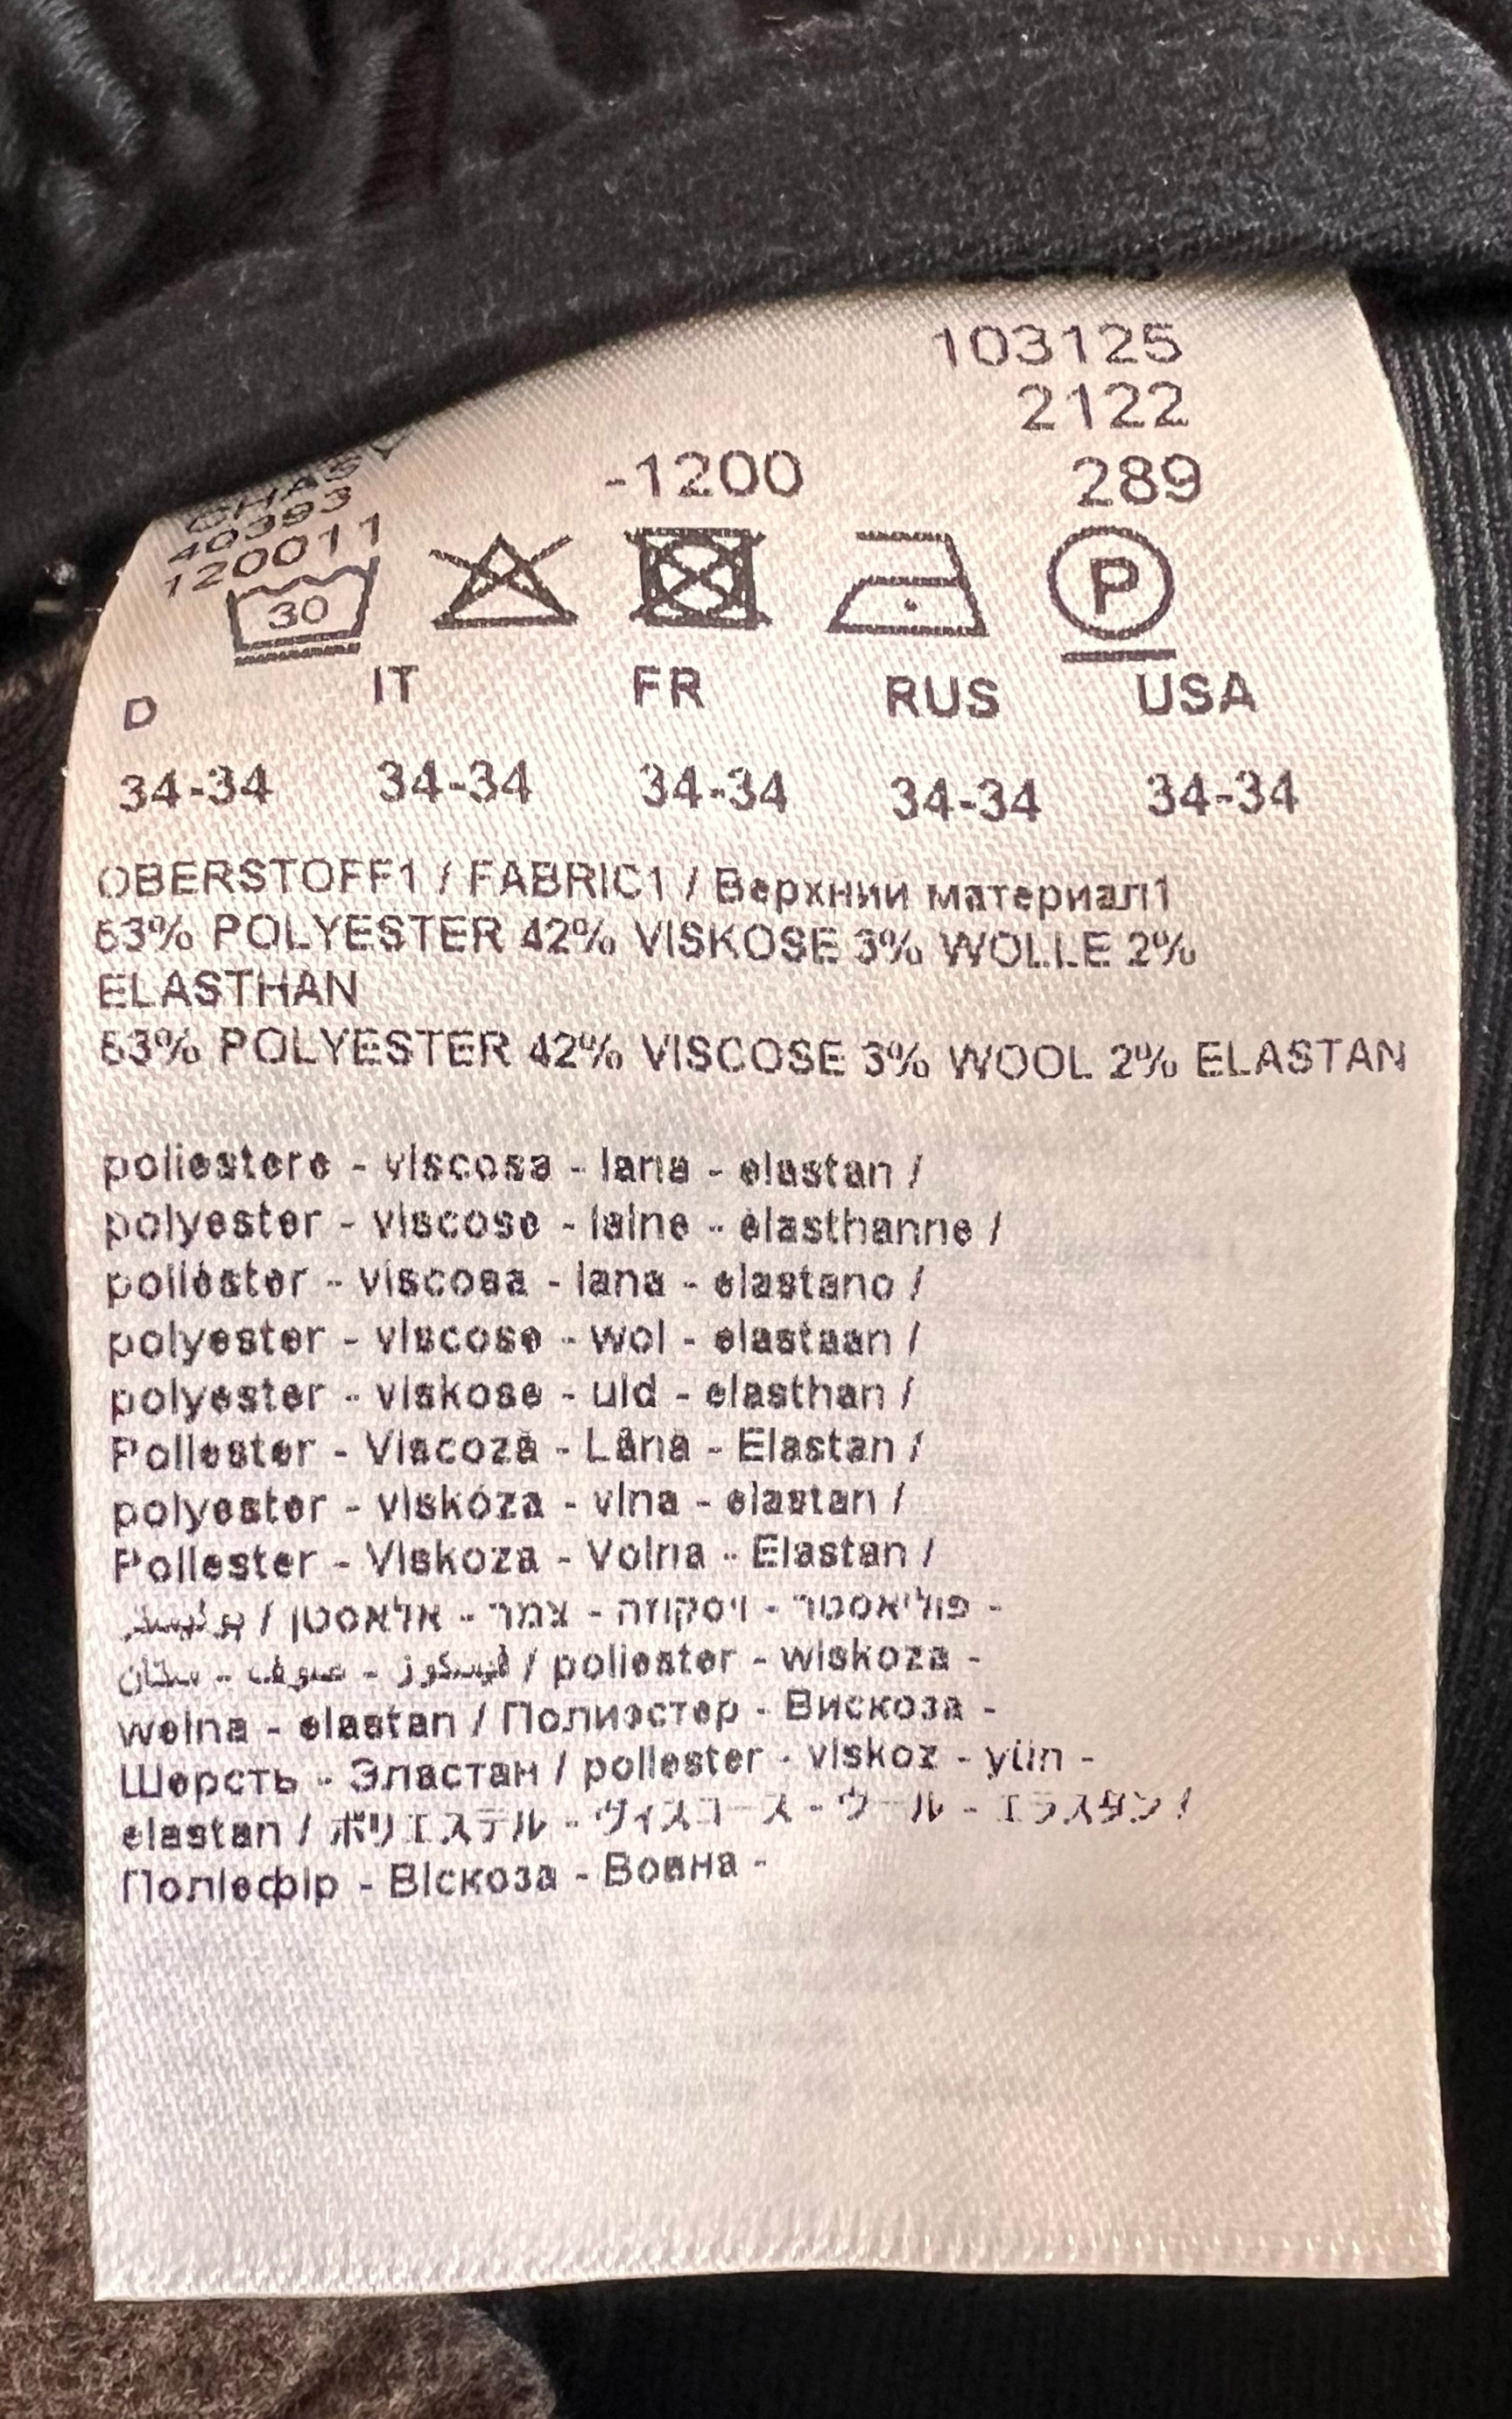 103125
2122
-1200 289
40393
120011
30 P
D IT FR RUS USA
34-34 34-34 34-34 34-34 34-34
OBERSTOFF1 / FABRIC1 / Верхнии материал1
53% POLYESTER 42% VISKOSE 3% WOLLE 2%
ELASTHAN
53% POLYESTER 42% VISCOSE 3% WOOL 2% ELASTAN
poliestere - viscosa - lana - elastan /
polyester - viscose - laine - élasthanne /
poliéster - viscosa - lana - elastano /
polyester - viscose - wol - elastaan /
polyester - viskose - uld - elasthan /
Poliester - Viscoză - Lână - Elastan /
polyester - viskóza - vlna - elastan /
Poliester - Viskoza - Volna - Elastan /
פוליאסטר - ויסקוזה - צמר - אלאסטן /
فيسكوز - صوف - / poliester - wiskoza -
wełna - elastan / Полиэстер - Вискоза -
Шерсть - Эластан / poliester - viskoz - yün -
elastan / ポリエステル - ヴィスコース - ウール - エラスタン /
Поліефір - Віскоза - Вовна -